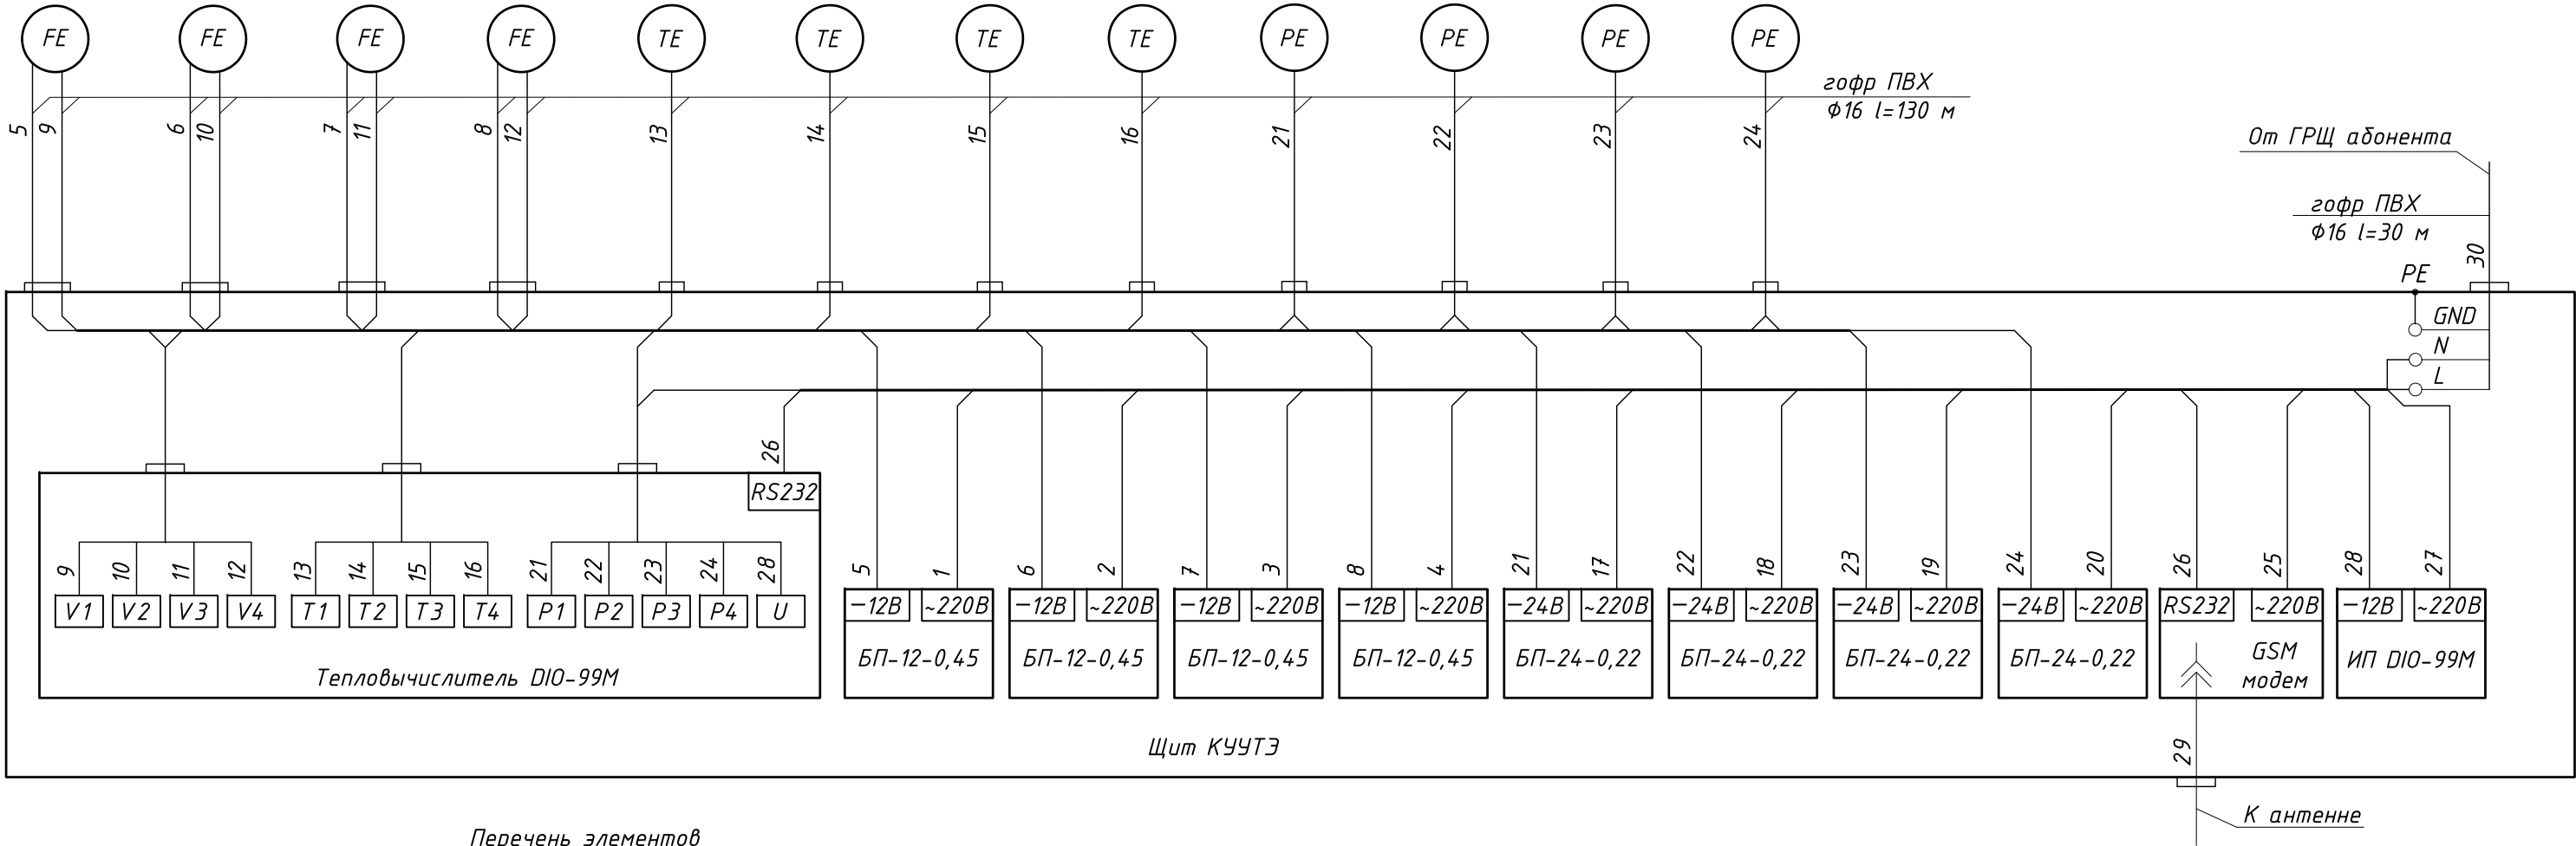 FE FE FE FE TE TE TE TE PE PE PE PE
гофр ПВХ
Ф16 l=130 м
5 9 6 10 7 11 8 12 13 14 15 16 21 22 23 24
От ГРЩ абонента
гофр ПВХ
Ф16 l=30 м
30
PE
GND
N
L
26
RS232
9 10 11 12 13 14 15 16 21 22 23 24 28
V1 V2 V3 V4 T1 T2 T3 T4 P1 P2 P3 P4 U
Тепловычислитель DIO-99М
5 1 6 2 7 3 8 4 21 17 22 18 23 19 24 20 26 25 28 27
−12В ~220В −12В ~220В −12В ~220В −12В ~220В −24В ~220В −24В ~220В −24В ~220В −24В ~220В RS232 ~220В −12В ~220В
БП-12-0,45 БП-12-0,45 БП-12-0,45 БП-12-0,45 БП-24-0,22 БП-24-0,22 БП-24-0,22 БП-24-0,22
GSM
модем
ИП DIO-99М
Щит КУУТЭ
29
К антенне
Перечень элементов